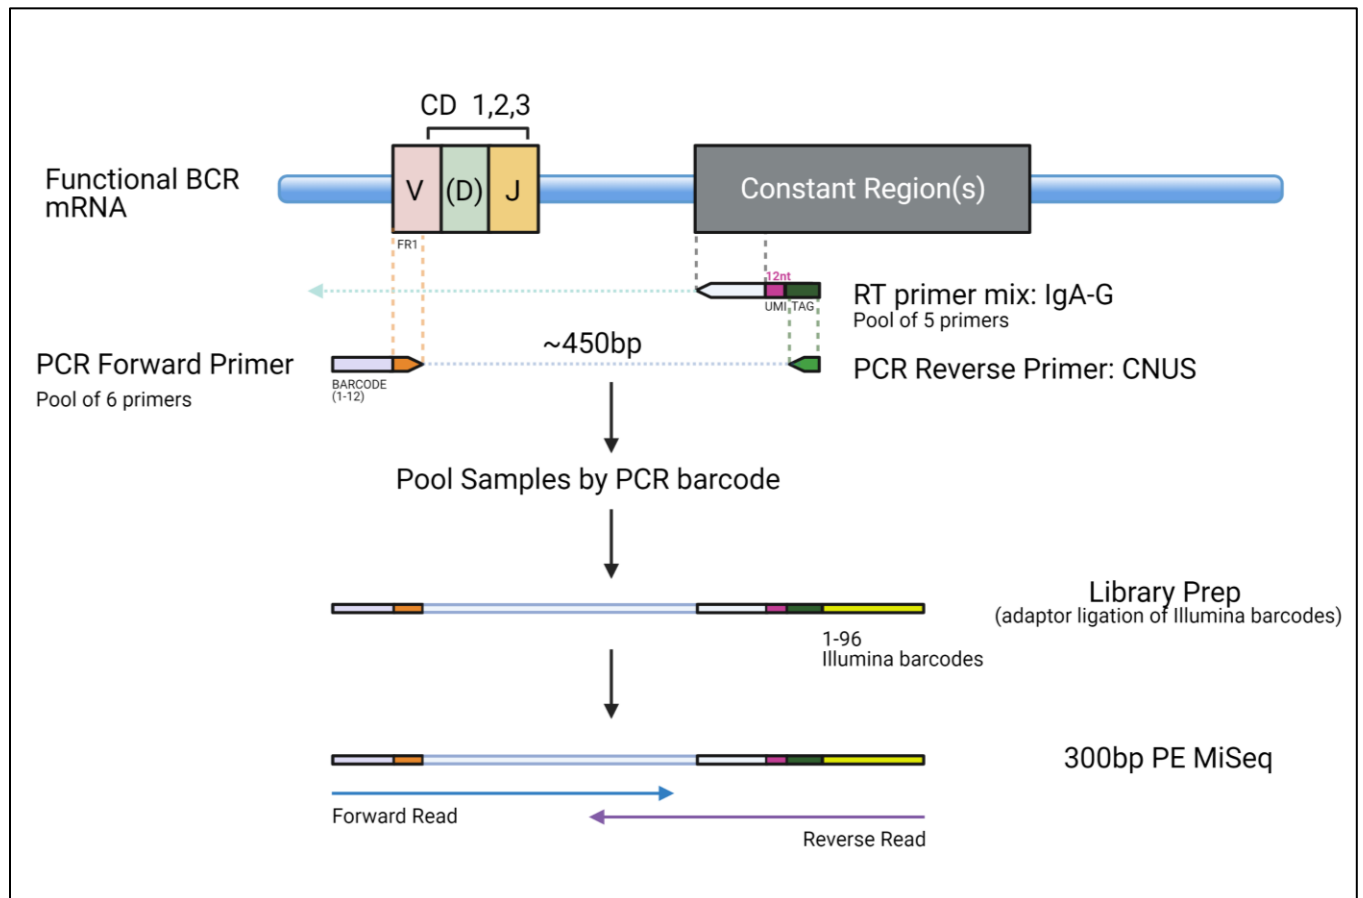 CD 1,2,3
Functional BCR
mRNA
V
(D)
J
Constant Region(s)
FR1
12nt
UMI
TAG
RT primer mix: IgA-G
Pool of 5 primers
~450bp
PCR Forward Primer
Pool of 6 primers
BARCODE
(1-12)
PCR Reverse Primer: CNUS
Pool Samples by PCR barcode
Library Prep
(adaptor ligation of Illumina barcodes)
1-96
Illumina barcodes
300bp PE MiSeq
Forward Read
Reverse Read